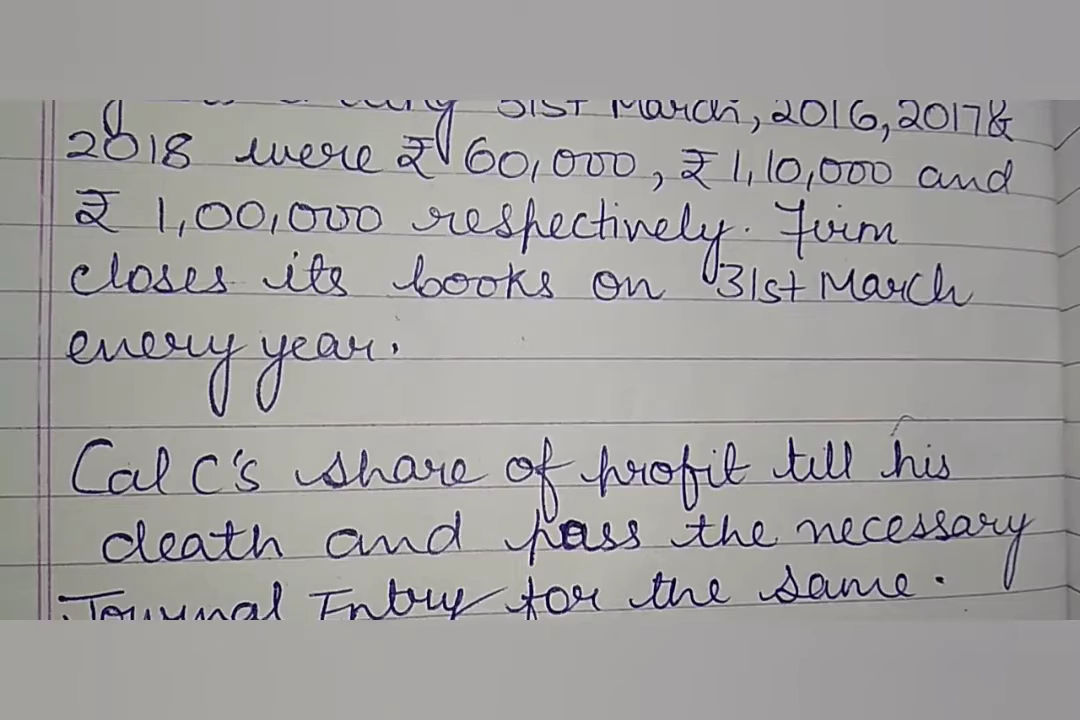 31st March, 2016, 2017 &
2018 were ₹ 60,000, ₹ 1,10,000 and
₹ 1,00,000 respectively. Firm
closes its books on 31st March
every year.
Cal C's share of profit till his
death and pass the necessary
Journal Entry for the same.